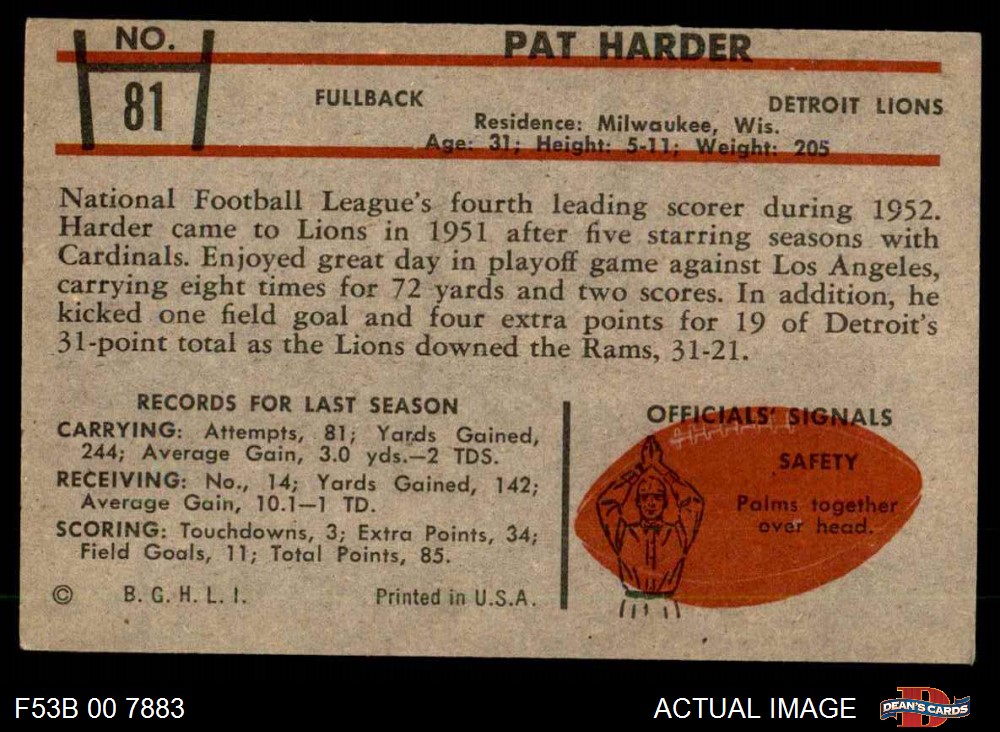 NO.
81
PAT HARDER
FULLBACK
DETROIT LIONS
Residence: Milwaukee, Wis.
Age: 31; Height: 5-11; Weight: 205
National Football League's fourth leading scorer during 1952.
Harder came to Lions in 1951 after five starring seasons with
Cardinals. Enjoyed great day in playoff game against Los Angeles,
carrying eight times for 72 yards and two scores. In addition, he
kicked one field goal and four extra points for 19 of Detroit's
31-point total as the Lions downed the Rams, 31-21.
RECORDS FOR LAST SEASON
CARRYING: Attempts, 81; Yards Gained,
244; Average Gain, 3.0 yds.—2 TDS.
RECEIVING: No., 14; Yards Gained, 142;
Average Gain, 10.1—1 TD.
SCORING: Touchdowns, 3; Extra Points, 34;
Field Goals, 11; Total Points, 85.
© B. G. H. L. I. Printed in U.S.A.
OFFICIALS' SIGNALS
SAFETY
Palms together
over head.
F53B 00 7883
ACTUAL IMAGE
D
DEAN'S CARDS